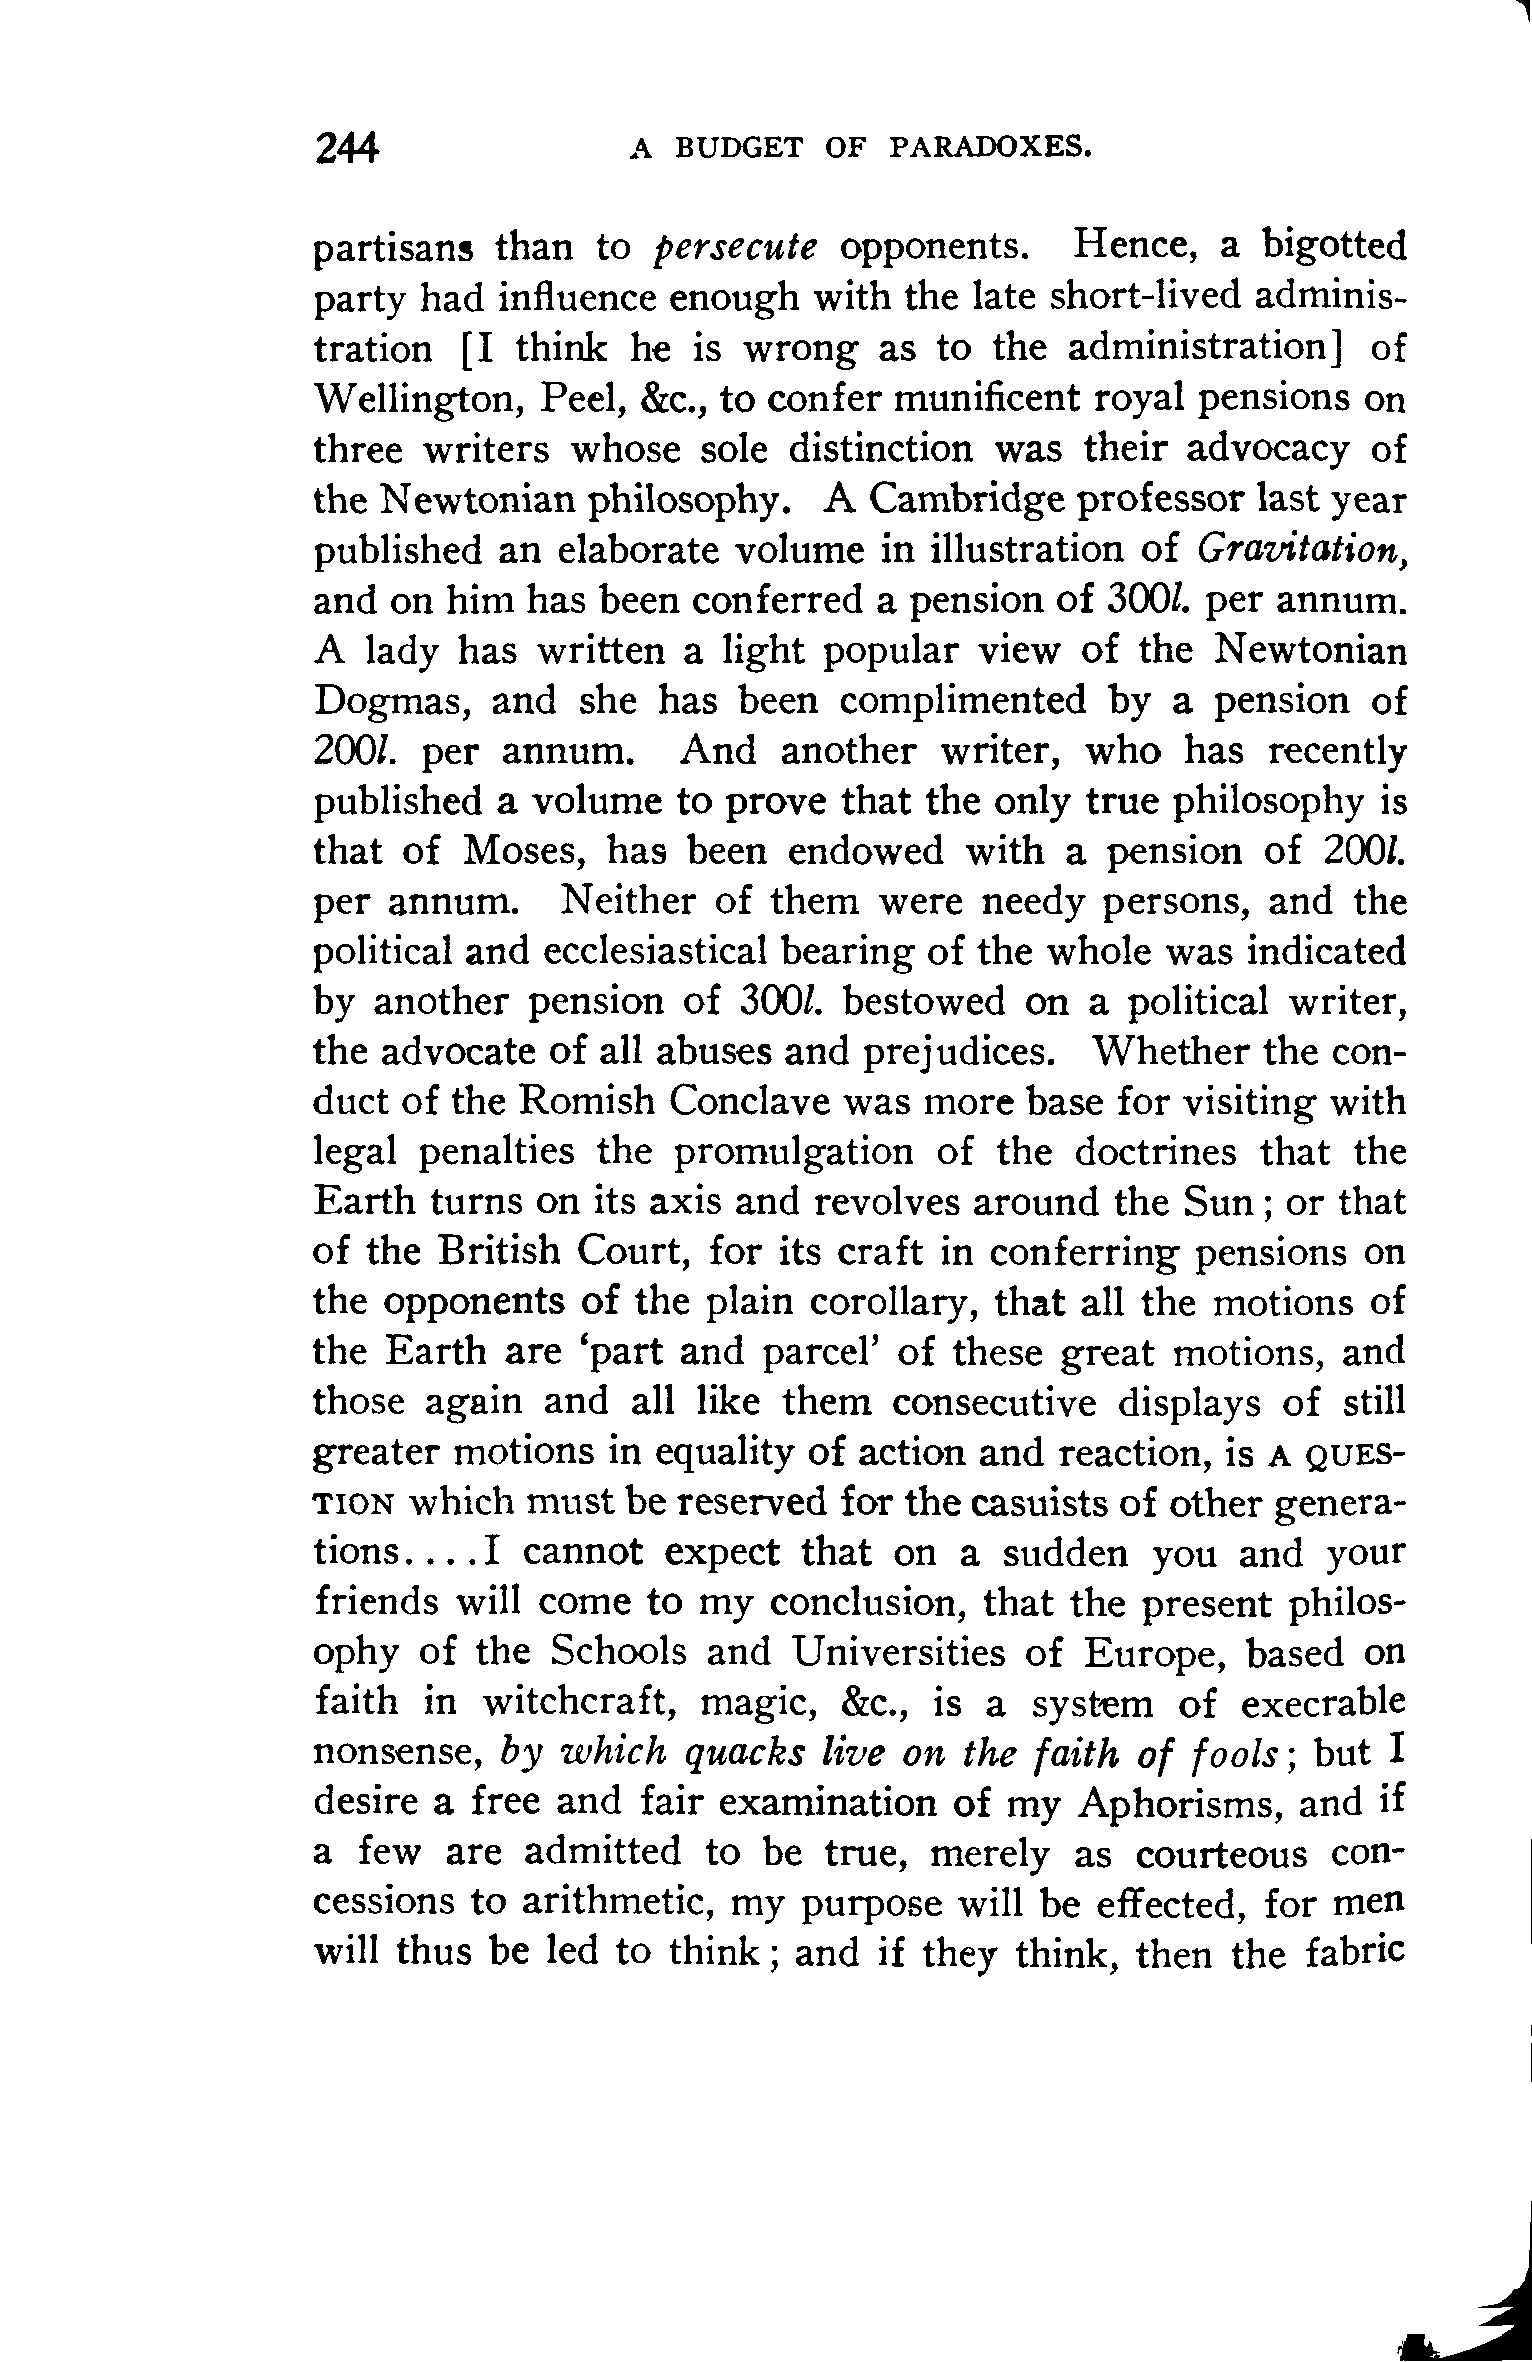 244 A BUDGET OF PARADOXES.
partisans than to persecute opponents. Hence, a bigotted
party had influence enough with the late short-lived adminis-
tration [I think he is wrong as to the administration] of
Wellington, Peel, &c., to confer munificent royal pensions on
three writers whose sole distinction was their advocacy of
the Newtonian philosophy. A Cambridge professor last year
published an elaborate volume in illustration of Gravitation,
and on him has been conferred a pension of 300l. per annum.
A lady has written a light popular view of the Newtonian
Dogmas, and she has been complimented by a pension of
200l. per annum. And another writer, who has recently
published a volume to prove that the only true philosophy is
that of Moses, has been endowed with a pension of 200l.
per annum. Neither of them were needy persons, and the
political and ecclesiastical bearing of the whole was indicated
by another pension of 300l. bestowed on a political writer,
the advocate of all abuses and prejudices. Whether the con-
duct of the Romish Conclave was more base for visiting with
legal penalties the promulgation of the doctrines that the
Earth turns on its axis and revolves around the Sun; or that
of the British Court, for its craft in conferring pensions on
the opponents of the plain corollary, that all the motions of
the Earth are ‘part and parcel’ of these great motions, and
those again and all like them consecutive displays of still
greater motions in equality of action and reaction, is A QUES-
TION which must be reserved for the casuists of other genera-
tions. . . . I cannot expect that on a sudden you and your
friends will come to my conclusion, that the present philos-
ophy of the Schools and Universities of Europe, based on
faith in witchcraft, magic, &c., is a system of execrable
nonsense, by which quacks live on the faith of fools; but I
desire a free and fair examination of my Aphorisms, and if
a few are admitted to be true, merely as courteous con-
cessions to arithmetic, my purpose will be effected, for men
will thus be led to think; and if they think, then the fabric